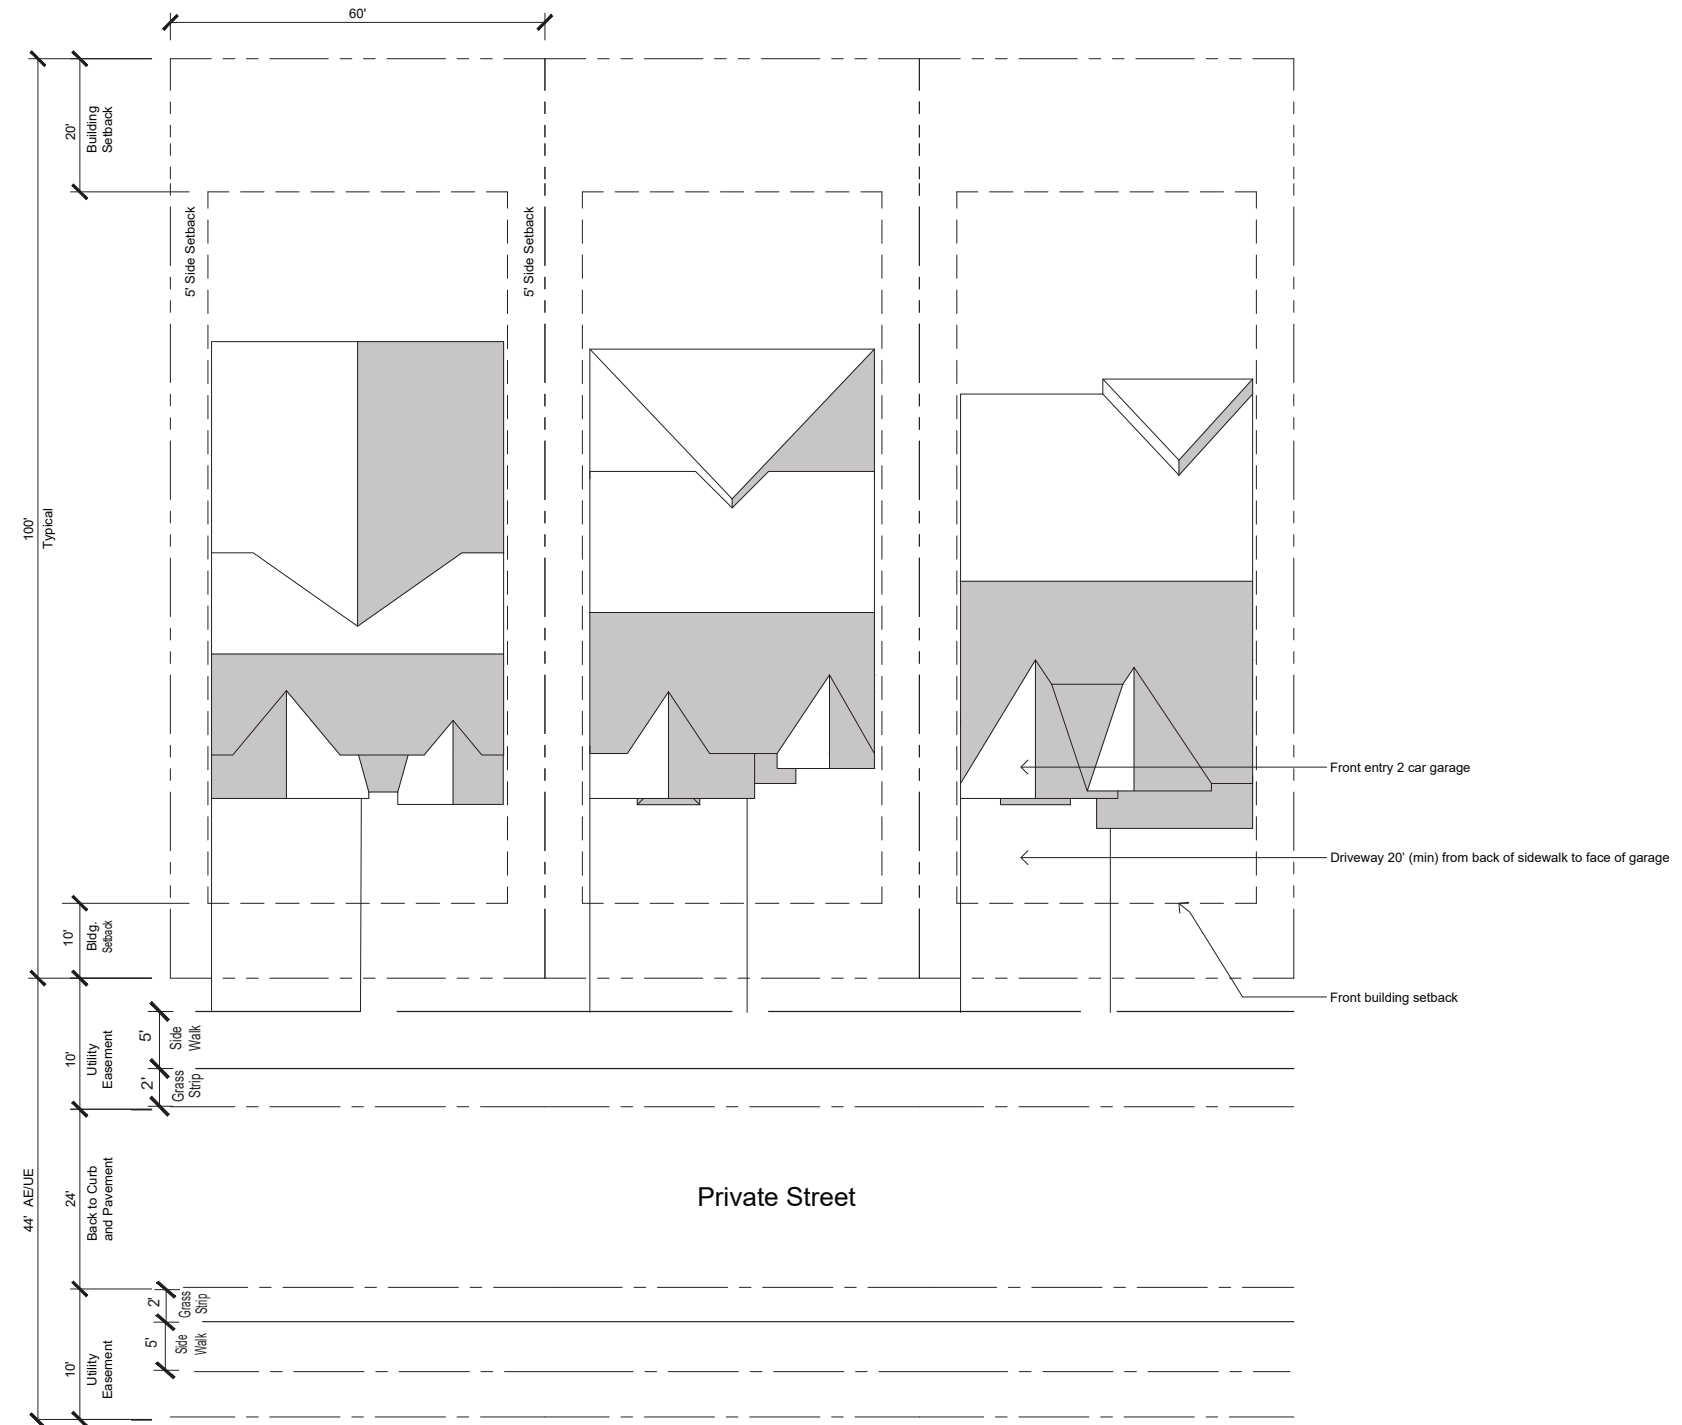 60'
20'
Building
Setback
5' Side Setback
5' Side Setback
100'
Typical
Front entry 2 car garage
Driveway 20' (min) from back of sidewalk to face of garage
10'
Bldg.
Setback
Front building setback
10'
Utility
Easement
5'
Side
Walk
2'
Grass
Strip
44' AE/UE
24'
Back to Curb
and Pavement
Private Street
2'
Grass
Strip
5'
Side
Walk
10'
Utility
Easement